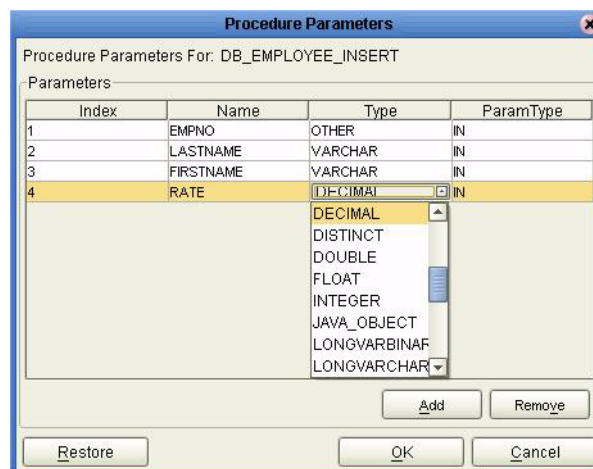 Procedure Parameters
Procedure Parameters For: DB_EMPLOYEE_INSERT
Parameters
Index Name Type ParamType
1 EMPNO OTHER IN
2 LASTNAME VARCHAR IN
3 FIRSTNAME VARCHAR IN
4 RATE DECIMAL IN
DECIMAL
DISTINCT
DOUBLE
FLOAT
INTEGER
JAVA_OBJECT
LONGVARBINAR
LONGVARCHAR
Add Remove
Restore OK Cancel